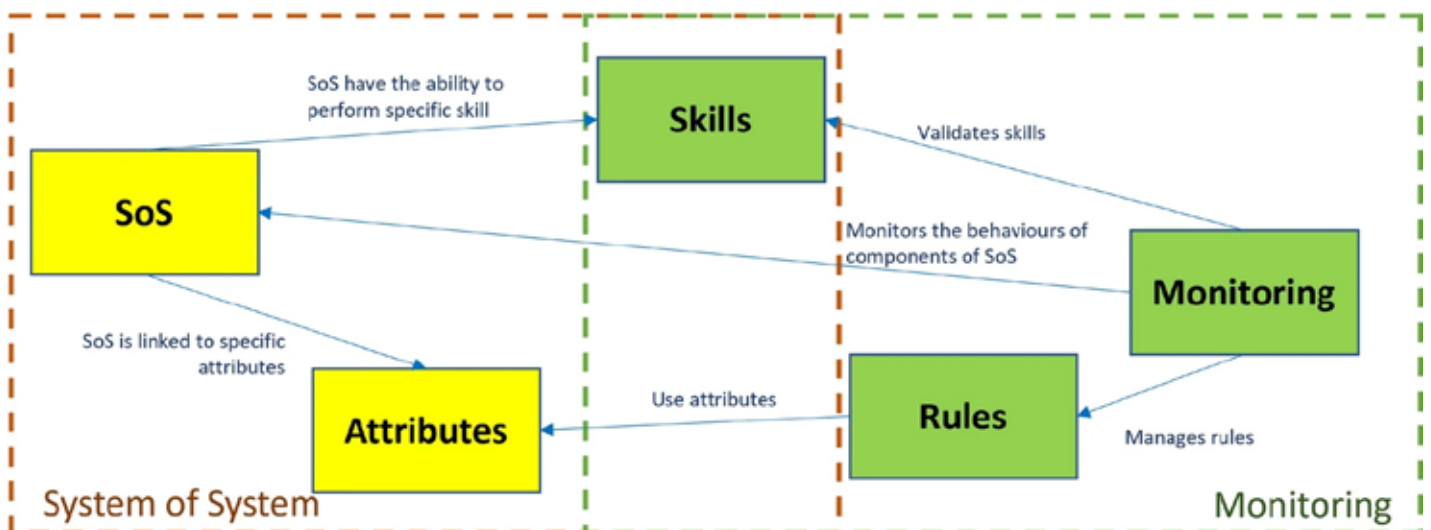 SoS have the ability to
perform specific skill
Skills
Validates skills
SoS
Monitors the behaviours of
components of SoS
Monitoring
SoS is linked to specific
attributes
Use attributes
Rules
Attributes
Manages rules
System of System
Monitoring